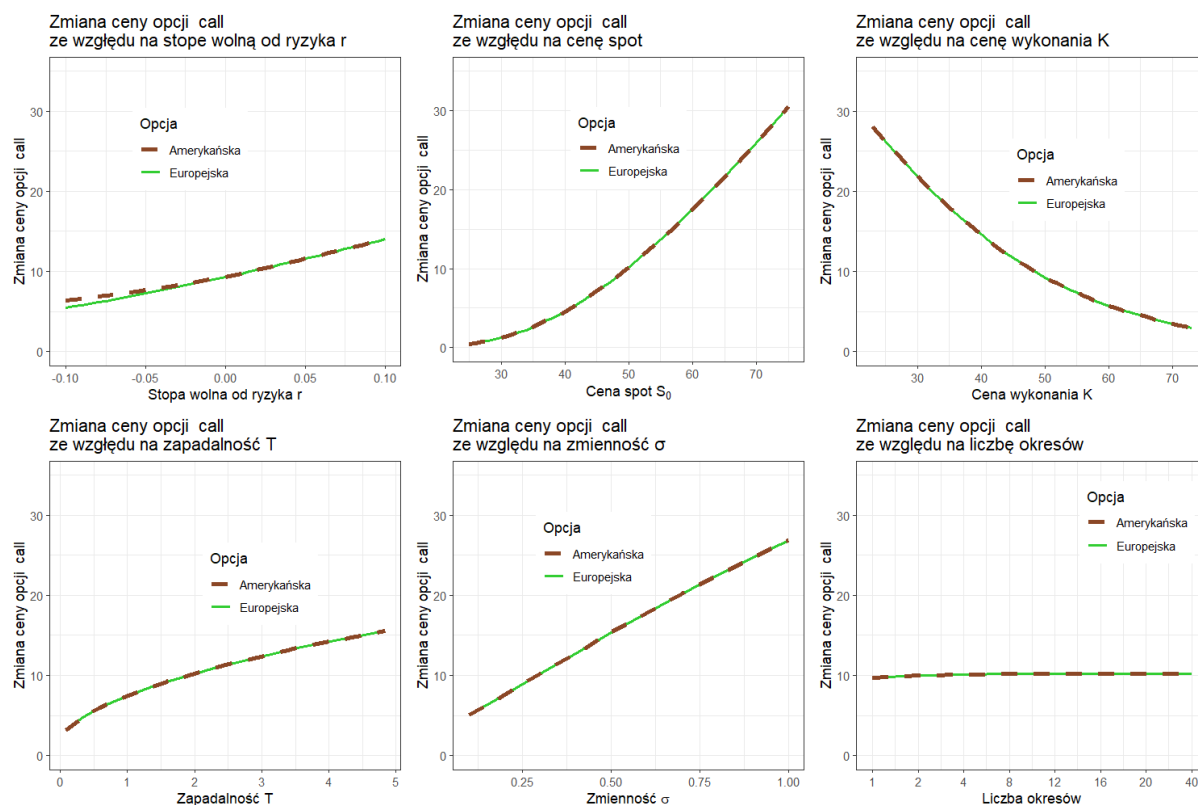 Zmiana ceny opcji  call
ze względu na stope wolną od ryzyka r
Zmiana ceny opcji  call
30
20
10
0
Opcja
Amerykańska
Europejska
-0.10
-0.05
0.00
0.05
0.10
Stopa wolna od ryzyka r
Zmiana ceny opcji  call
ze względu na cenę spot
Zmiana ceny opcji  call
30
20
10
0
Opcja
Amerykańska
Europejska
30
40
50
60
70
Cena spot S₀
Zmiana ceny opcji  call
ze względu na cenę wykonania K
Zmiana ceny opcji  call
30
20
10
0
Opcja
Amerykańska
Europejska
30
40
50
60
70
Cena wykonania K
Zmiana ceny opcji  call
ze względu na zapadalność T
Zmiana ceny opcji  call
30
20
10
0
Opcja
Amerykańska
Europejska
0
1
2
3
4
5
Zapadalność T
Zmiana ceny opcji  call
ze względu na zmienność σ
Zmiana ceny opcji  call
30
20
10
0
Opcja
Amerykańska
Europejska
0.25
0.50
0.75
1.00
Zmienność σ
Zmiana ceny opcji  call
ze względu na liczbę okresów
Zmiana ceny opcji  call
30
20
10
0
Opcja
Amerykańska
Europejska
1
2
4
8
12
16
20
40
Liczba okresów